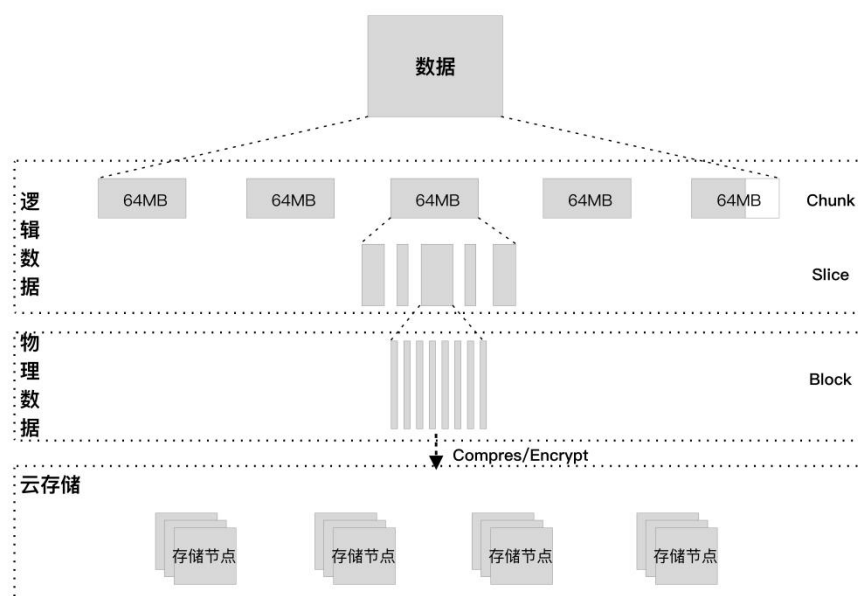 数据
逻辑数据
64MB
64MB
64MB
64MB
64MB
Chunk
Slice
物理数据
Block
Compres/Encrypt
云存储
存储节点
存储节点
存储节点
存储节点